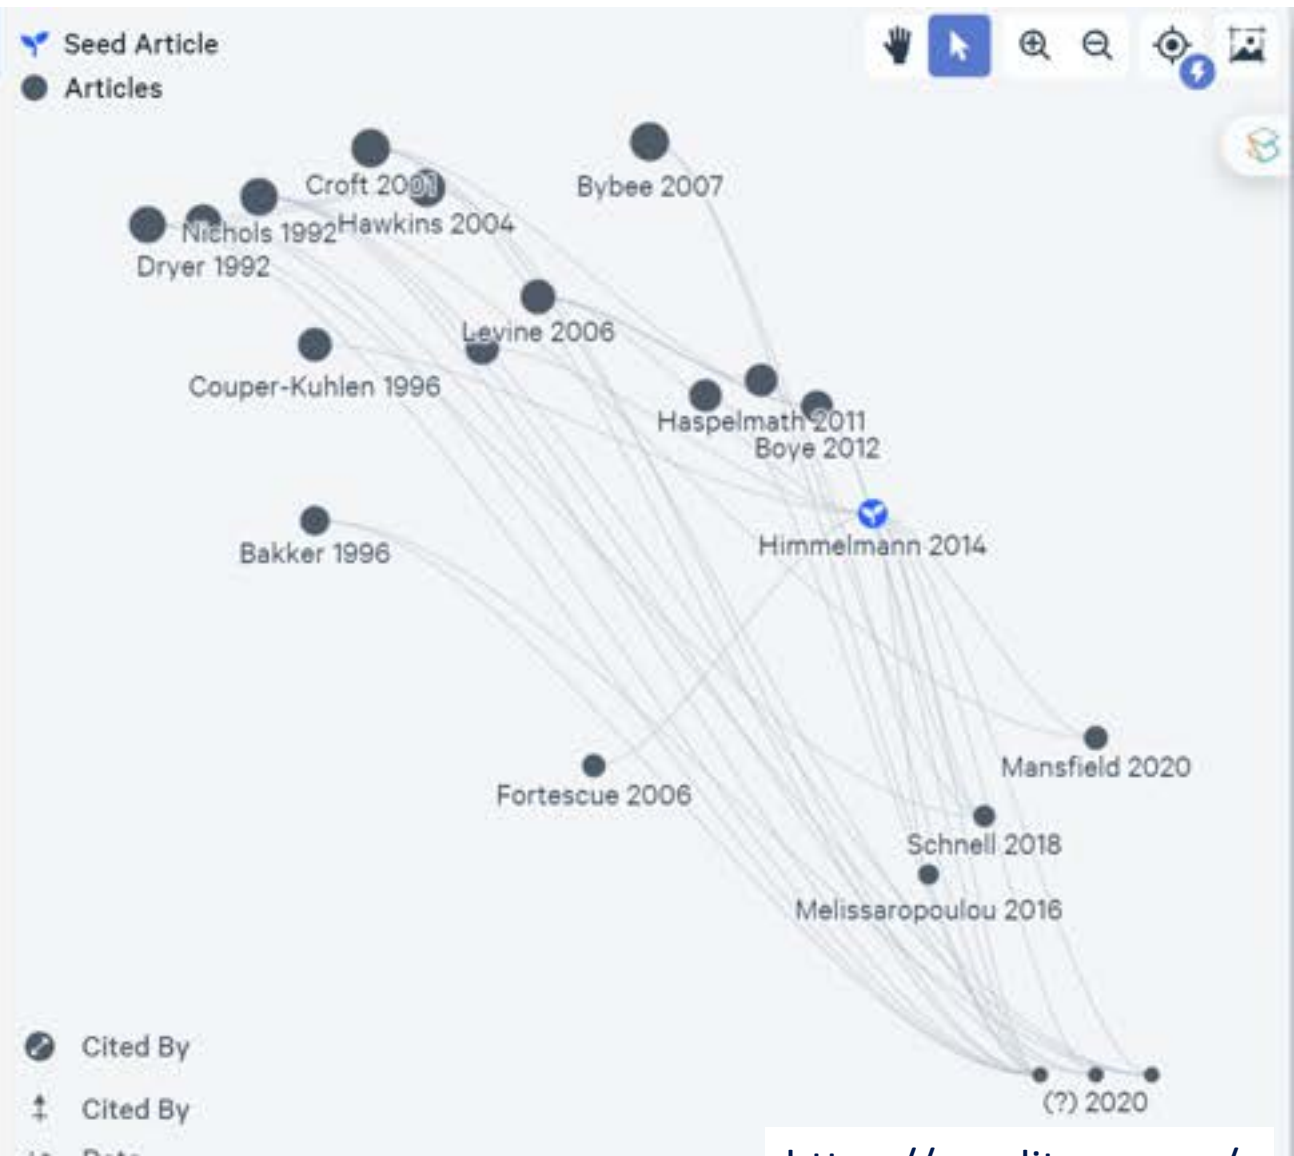 Seed Article
Articles
Croft 2001
Bybee 2007
Nichols 1992
Hawkins 2004
Dryer 1992
Levine 2006
Couper-Kuhlen 1996
Haspelmath 2011
Boye 2012
Himmelmann 2014
Bakker 1996
Mansfield 2020
Fortescue 2006
Schnell 2018
Melissaropoulou 2016
Cited By
(?) 2020
Cited By